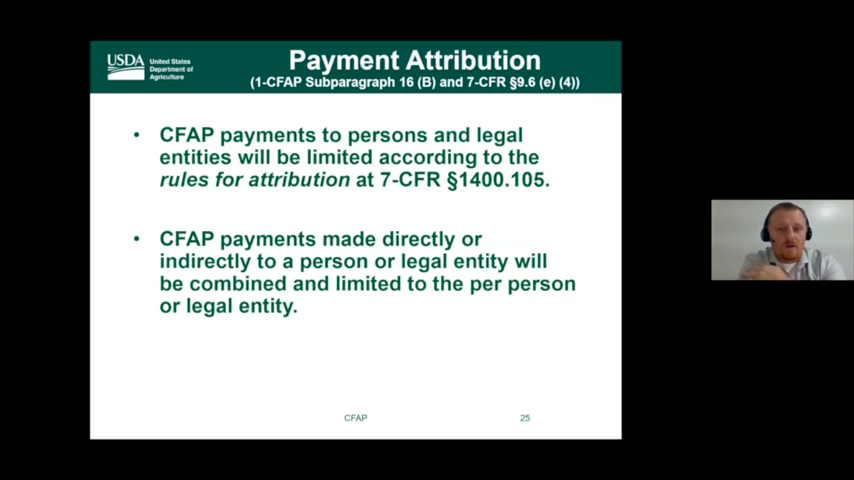 USDA
United States
Department of
Agriculture
Payment Attribution
(1-CFAP Subparagraph 16 (B) and 7-CFR §9.6 (e) (4))
• CFAP payments to persons and legal
entities will be limited according to the
rules for attribution at 7-CFR §1400.105.
• CFAP payments made directly or
indirectly to a person or legal entity will
be combined and limited to the per person
or legal entity.
CFAP
25